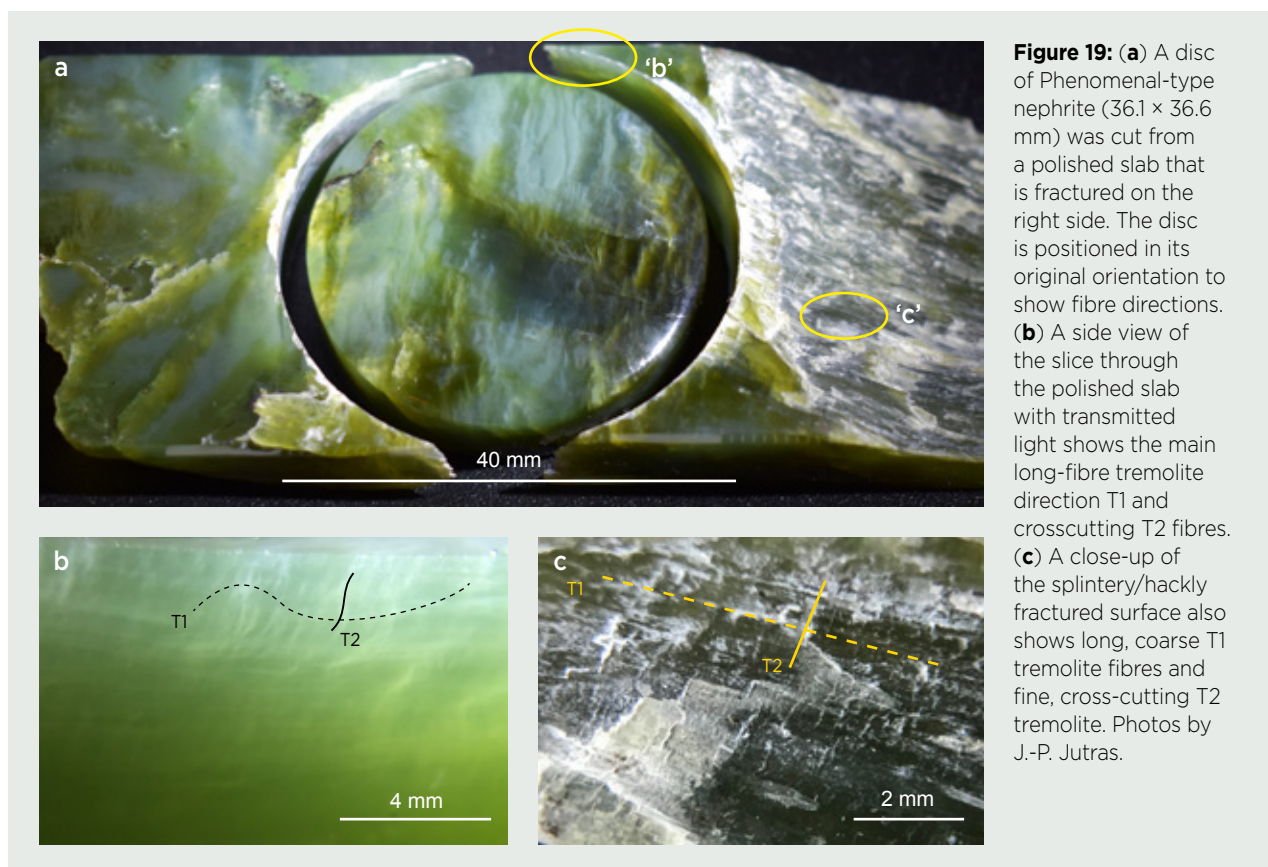 a
'b'
'c'
40 mm
b
T1
T2
4 mm
c
T1
T2
2 mm
Figure 19: (a) A disc
of Phenomenal-type
nephrite (36.1 × 36.6
mm) was cut from
a polished slab that
is fractured on the
right side. The disc
is positioned in its
original orientation to
show fibre directions.
(b) A side view of
the slice through
the polished slab
with transmitted
light shows the main
long-fibre tremolite
direction T1 and
crosscutting T2 fibres.
(c) A close-up of
the splintery/hackly
fractured surface also
shows long, coarse T1
tremolite fibres and
fine, cross-cutting T2
tremolite. Photos by
J.-P. Jutras.